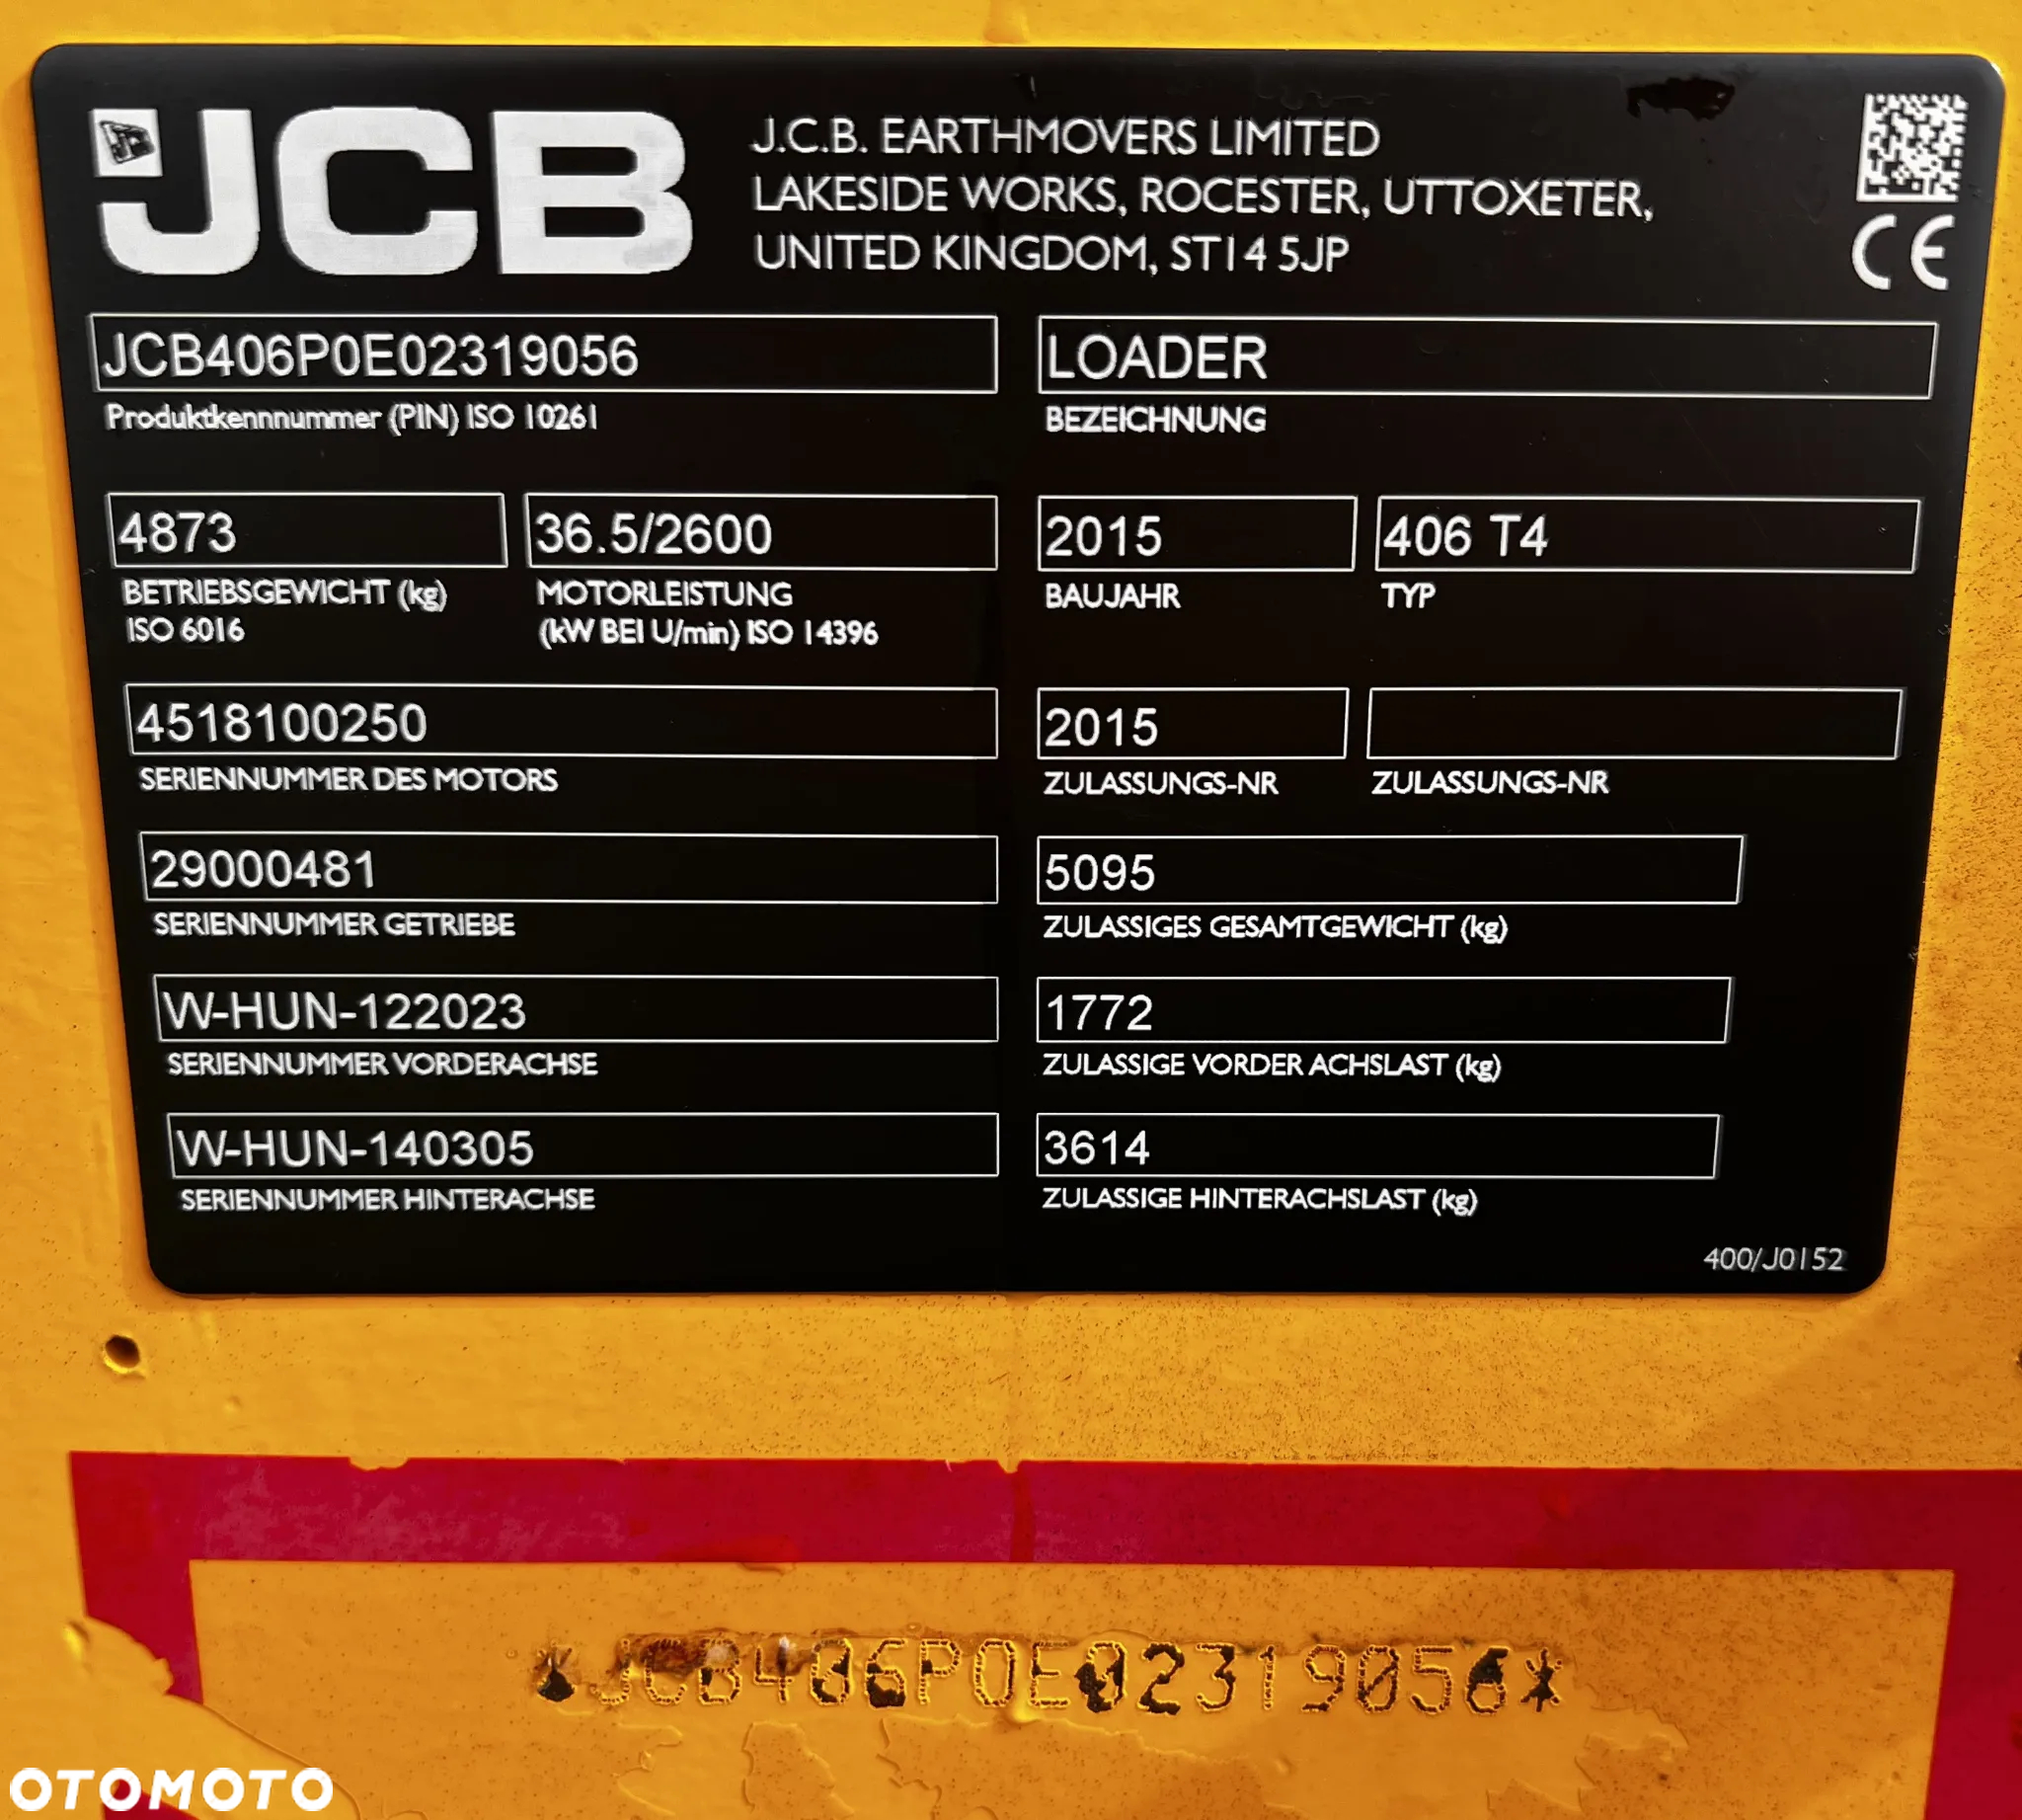 JCB
J.C.B. EARTHMOVERS LIMITED
LAKESIDE WORKS, ROCESTER, UTTOXETER,
UNITED KINGDOM, ST14 5JP
CE
JCB406P0E02319056
Produktkennnummer (PIN) ISO 10261
LOADER
BEZEICHNUNG
4873
BETRIEBSGEWICHT (kg)
ISO 6016
36.5/2600
MOTORLEISTUNG
(kW BEI U/min) ISO 14396
2015
BAUJAHR
406 T4
TYP
4518100250
SERIENNUMMER DES MOTORS
2015
ZULASSUNGS-NR
ZULASSUNGS-NR
29000481
SERIENNUMMER GETRIEBE
5095
ZULASSIGES GESAMTGEWICHT (kg)
W-HUN-122023
SERIENNUMMER VORDERACHSE
1772
ZULASSIGE VORDER ACHSLAST (kg)
W-HUN-140305
SERIENNUMMER HINTERACHSE
3614
ZULASSIGE HINTERACHSLAST (kg)
400/J0152
*JCB406P0E02319056*
OTOMOTO